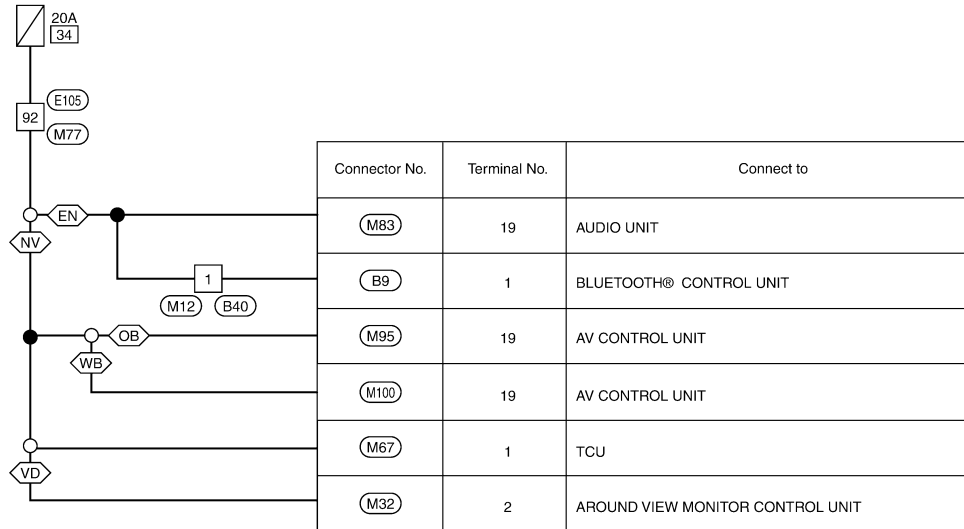 20A
34
E105
92
M77
Connector No. Terminal No. Connect to
EN
M83 19 AUDIO UNIT
NV
1
B9 1 BLUETOOTH® CONTROL UNIT
M12 B40
OB
M95 19 AV CONTROL UNIT
WB
M100 19 AV CONTROL UNIT
M67 1 TCU
VD
M32 2 AROUND VIEW MONITOR CONTROL UNIT